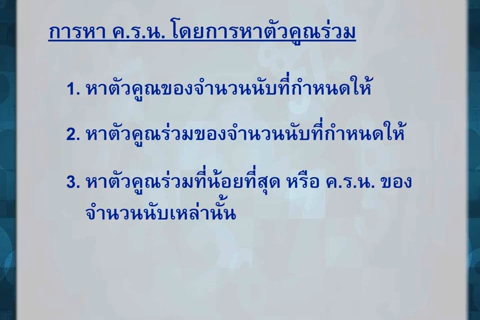 การหา ค.ร.น. โดยการหาตัวคูณร่วม
1. หาตัวคูณของจำนวนนับที่กำหนดให้
2. หาตัวคูณร่วมของจำนวนนับที่กำหนดให้
3. หาตัวคูณร่วมที่น้อยที่สุด หรือ ค.ร.น. ของ
จำนวนนับเหล่านั้น